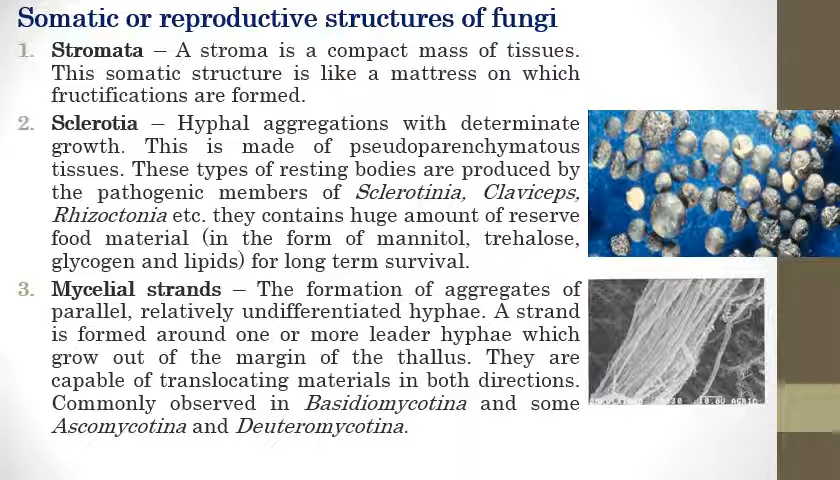 Somatic or reproductive structures of fungi
1. Stromata – A stroma is a compact mass of tissues.
This somatic structure is like a mattress on which
fructifications are formed.
2. Sclerotia – Hyphal aggregations with determinate
growth. This is made of pseudoparenchymatous
tissues. These types of resting bodies are produced by
the pathogenic members of Sclerotinia, Claviceps,
Rhizoctonia etc. they contains huge amount of reserve
food material (in the form of mannitol, trehalose,
glycogen and lipids) for long term survival.
3. Mycelial strands – The formation of aggregates of
parallel, relatively undifferentiated hyphae. A strand
is formed around one or more leader hyphae which
grow out of the margin of the thallus. They are
capable of translocating materials in both directions.
Commonly observed in Basidiomycotina and some
Ascomycotina and Deuteromycotina.